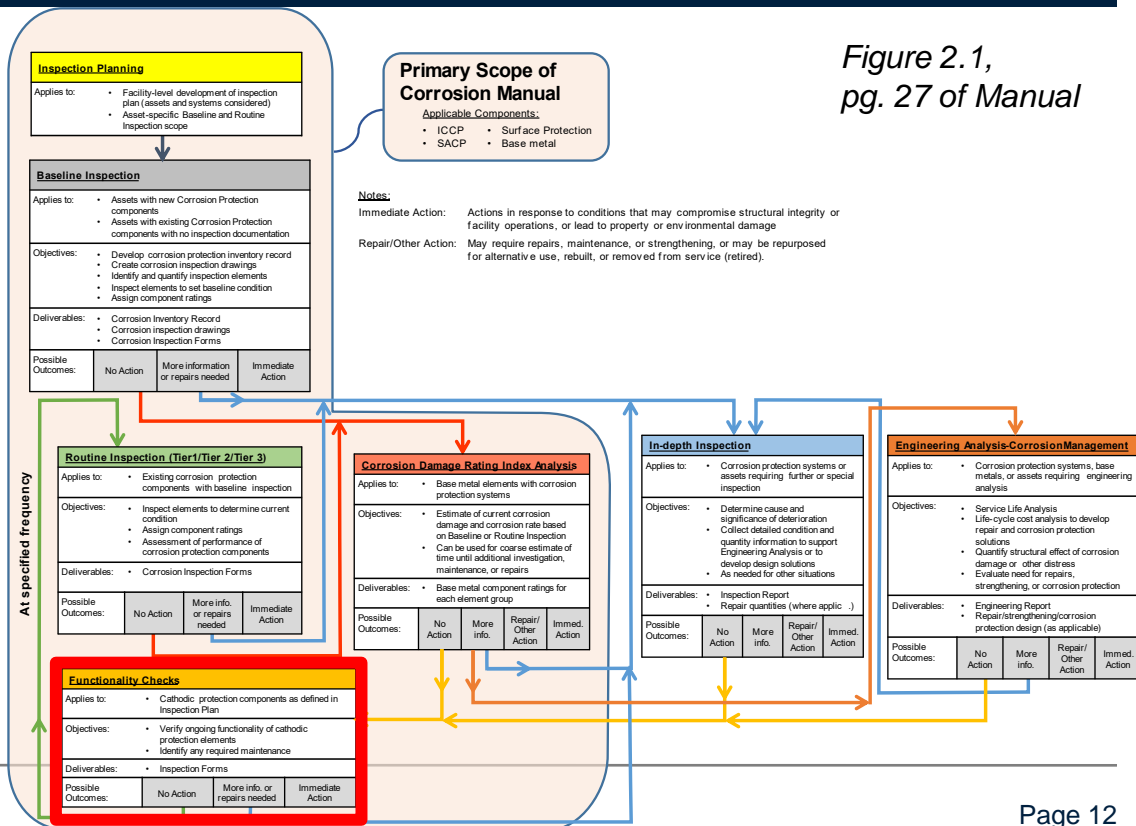 Figure 2.1,
pg. 27 of Manual
Inspection Planning
Applies to:
• Facility-level development of inspection
plan (assets and systems considered)
• Asset-specific Baseline and Routine
Inspection scope
Primary Scope of
Corrosion Manual
Applicable Components:
• ICCP • Surface Protection
• SACP • Base metal
Baseline Inspection
Applies to:
• Assets with new Corrosion Protection
components
• Assets with existing Corrosion Protection
components with no inspection documentation
Objectives:
• Develop corrosion protection inventory record
• Create corrosion inspection drawings
• Identify and quantify inspection elements
• Inspect elements to set baseline condition
• Assign component ratings
Deliverables:
• Corrosion Inventory Record
• Corrosion inspection drawings
• Corrosion Inspection Forms
Possible
Outcomes:
No Action
More information
or repairs needed
Immediate
Action
Notes:
Immediate Action: Actions in response to conditions that may compromise structural integrity or
facility operations, or lead to property or environmental damage
Repair/Other Action: May require repairs, maintenance, or strengthening, or may be repurposed
for alternative use, rebuilt, or removed from service (retired).
At specified frequency
Routine Inspection (Tier1/Tier 2/Tier 3)
Applies to:
• Existing corrosion protection
components with baseline inspection
Objectives:
• Inspect elements to determine current
condition
• Assign component ratings
• Assessment of performance of
corrosion protection components
Deliverables:
• Corrosion Inspection Forms
Possible
Outcomes:
No Action
More info.
or repairs
needed
Immediate
Action
Corrosion Damage Rating Index Analysis
Applies to:
• Base metal elements with corrosion
protection systems
Objectives:
• Estimate of current corrosion
damage and corrosion rate based
on Baseline or Routine Inspection
• Can be used for coarse estimate of
time until additional investigation,
maintenance, or repairs
Deliverables:
• Base metal component ratings for
each element group
Possible
Outcomes:
No
Action
More
info.
Repair/
Other
Action
Immed.
Action
In-depth Inspection
Applies to:
• Corrosion protection systems or
assets requiring further or special
inspection
Objectives:
• Determine cause and
significance of deterioration
• Collect detailed condition and
quantity information to support
Engineering Analysis or to
develop design solutions
• As needed for other situations
Deliverables:
• Inspection Report
• Repair quantities (where applic .)
Possible
Outcomes:
No
Action
More
info.
Repair/
Other
Action
Immed.
Action
Engineering Analysis-CorrosionManagement
Applies to:
• Corrosion protection systems, base
metals, or assets requiring engineering
analysis
Objectives:
• Service Life Analysis
• Life-cycle cost analysis to develop
repair and corrosion protection
solutions
• Quantify structural effect of corrosion
damage or other distress
• Evaluate need for repairs,
strengthening, or corrosion protection
Deliverables:
• Engineering Report
• Repair/strengthening/corrosion
protection design (as applicable)
Possible
Outcomes:
No
Action
More
info.
Repair/
Other
Action
Immed.
Action
Functionality Checks
Applies to:
• Cathodic protection components as defined in
Inspection Plan
Objectives:
• Verify ongoing functionality of cathodic
protection elements
• Identify any required maintenance
Deliverables:
• Inspection Forms
Possible
Outcomes:
No Action
More info. or
repairs needed
Immediate
Action
Page 12